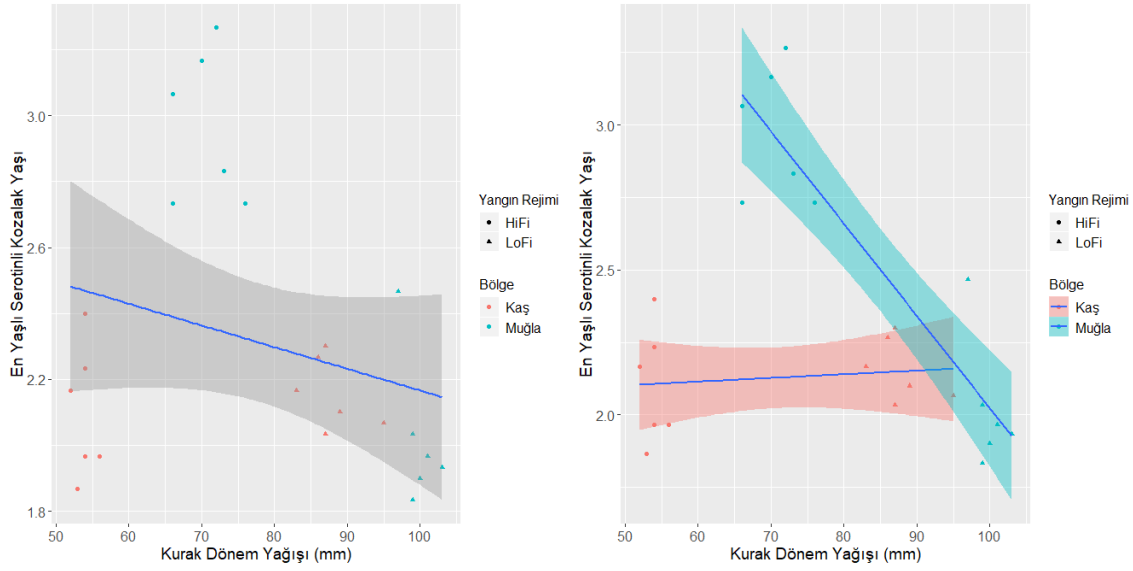 En Yaşlı Serotinli Kozalak Yaşı
3.0
2.6
2.2
1.8
50 60 70 80 90 100
Kurak Dönem Yağışı (mm)
Yangın Rejimi
HiFi
LoFi
Bölge
Kaş
Muğla
En Yaşlı Serotinli Kozalak Yaşı
3.0
2.5
2.0
50 60 70 80 90 100
Kurak Dönem Yağışı (mm)
Yangın Rejimi
HiFi
LoFi
Bölge
Kaş
Muğla